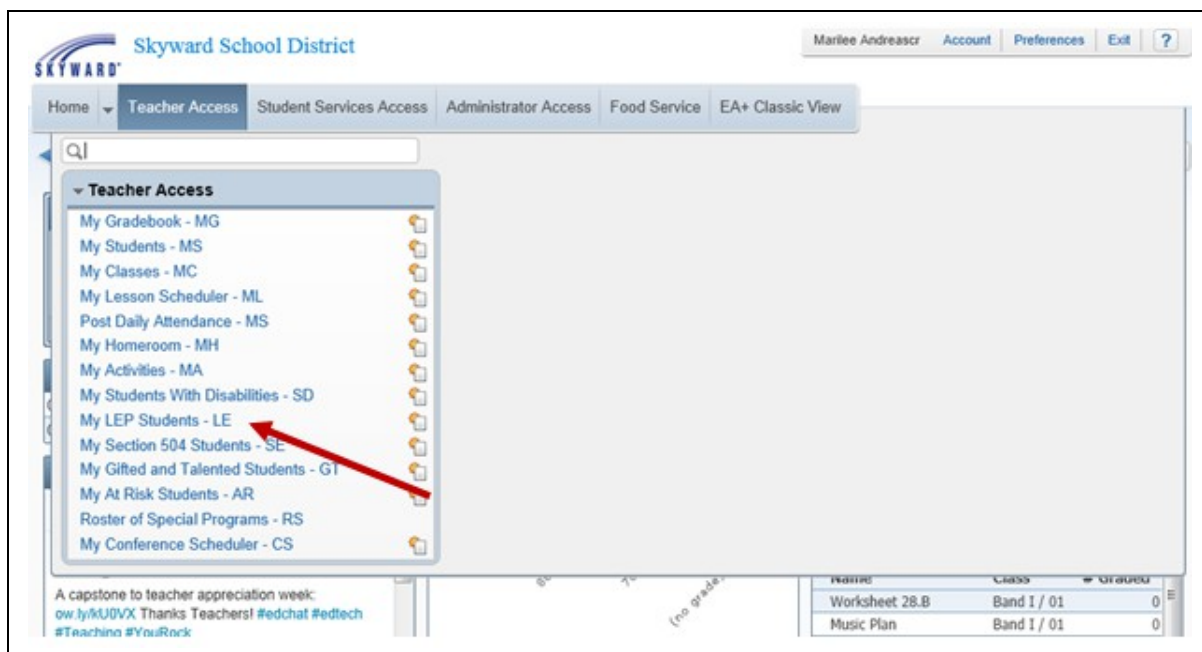 SKYWARD
Skyward School District
Marilee Andreascr Account Preferences Exit ?
Home Teacher Access Student Services Access Administrator Access Food Service EA+ Classic View
Teacher Access
My Gradebook - MG
My Students - MS
My Classes - MC
My Lesson Scheduler - ML
Post Daily Attendance - MS
My Homeroom - MH
My Activities - MA
My Students With Disabilities - SD
My LEP Students - LE
My Section 504 Students - SE
My Gifted and Talented Students - GT
My At Risk Students - AR
Roster of Special Programs - RS
My Conference Scheduler - CS
A capstone to teacher appreciation week:
ow.ly/kU0VX Thanks Teachers! #edchat #edtech
#Teaching #YouRock
(no grade)
Name Class # Graded
Worksheet 28.B Band I / 01 0
Music Plan Band I / 01 0